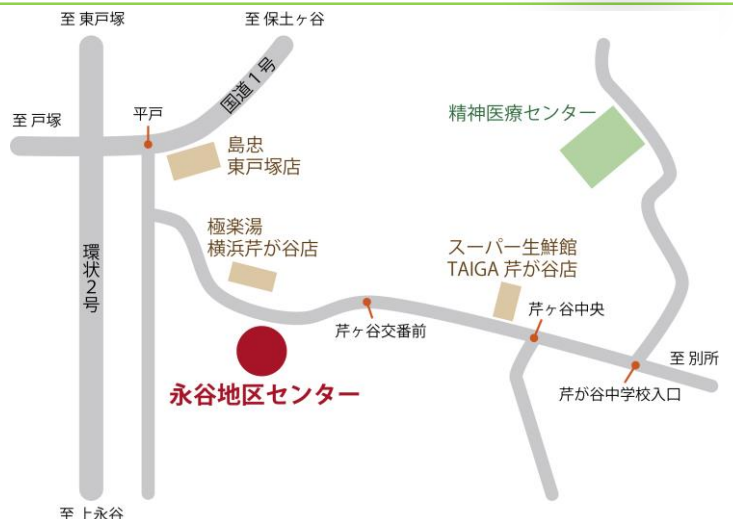 至 東戸塚
至 保土ヶ谷
国道１号
至 戸塚
平戸
島忠
東戸塚店
精神医療センター
環状２号
極楽湯
横浜芹が谷店
スーパー生鮮館
TAIGA 芹が谷店
芹ヶ谷交番前
芹ヶ谷中央
至 別所
永谷地区センター
芹が谷中学校入口
至 上永谷